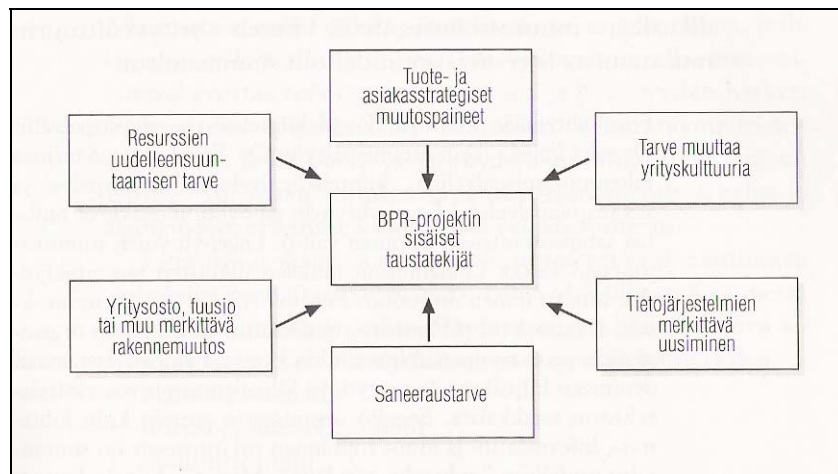 Tuote- ja
asiakasstrategiset
muutospaineet
Resurssien
uudelleensuun-
taamisen tarve
Tarve muuttaa
yrityskulttuuria
BPR-projektin
sisäiset
taustatekijät
Yritysosto, fuusio
tai muu merkittävä
rakennemuutos
Tietojärjestelmien
merkittävä
uusiminen
Saneeraustarve